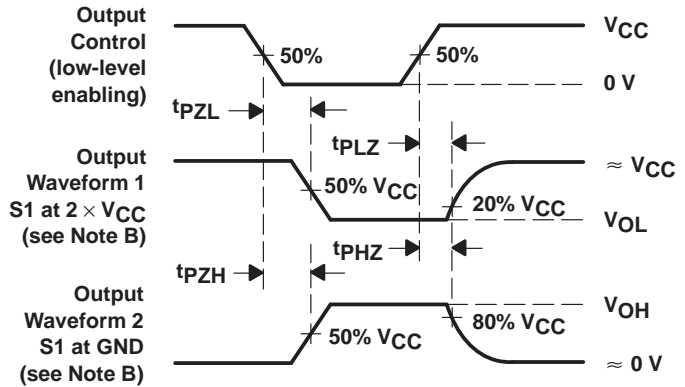 Output
Control
(low-level
enabling)
50%
50%
VCC
0 V
tPZL
tPLZ
Output
Waveform 1
S1 at 2 × VCC
(see Note B)
50% VCC
20% VCC
≈ VCC
VOL
tPZH
tPHZ
Output
Waveform 2
S1 at GND
(see Note B)
50% VCC
80% VCC
VOH
≈ 0 V